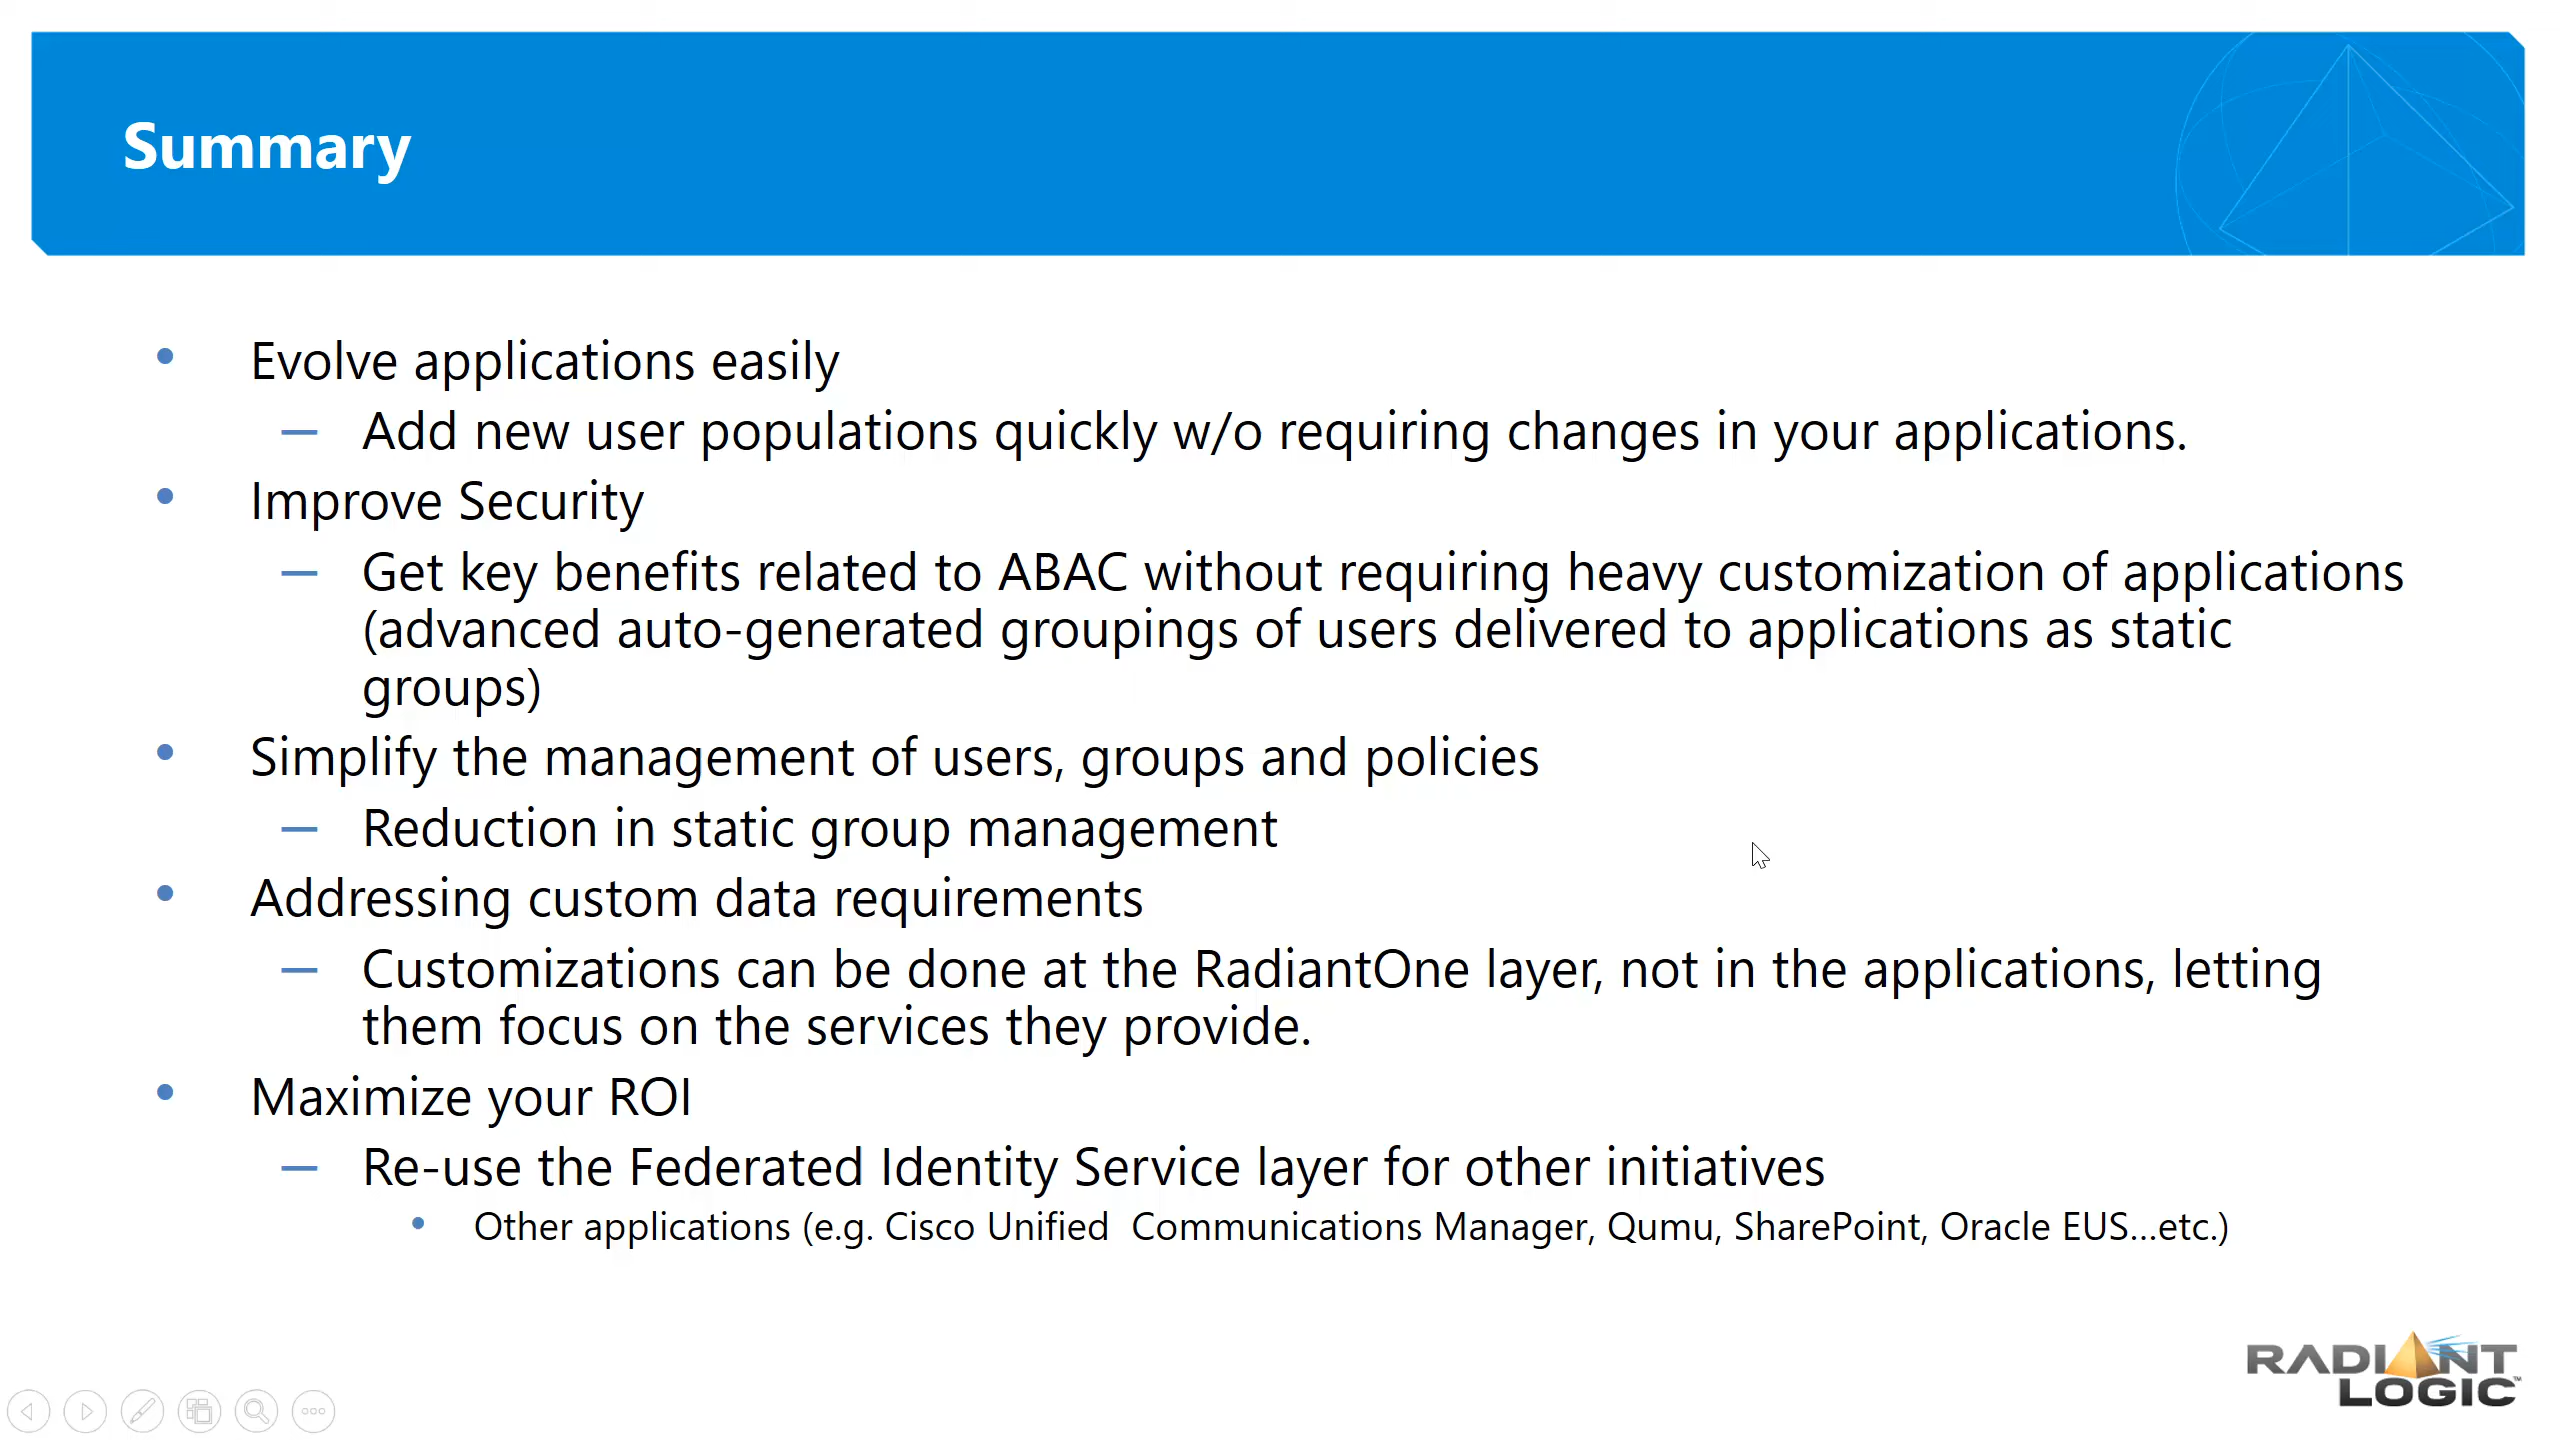 Summary
• Evolve applications easily
– Add new user populations quickly w/o requiring changes in your applications.
• Improve Security
– Get key benefits related to ABAC without requiring heavy customization of applications
(advanced auto-generated groupings of users delivered to applications as static
groups)
• Simplify the management of users, groups and policies
– Reduction in static group management
• Addressing custom data requirements
– Customizations can be done at the RadiantOne layer, not in the applications, letting
them focus on the services they provide.
• Maximize your ROI
– Re-use the Federated Identity Service layer for other initiatives
• Other applications (e.g. Cisco Unified  Communications Manager, Qumu, SharePoint, Oracle EUS...etc.)
RADIANT
LOGIC™